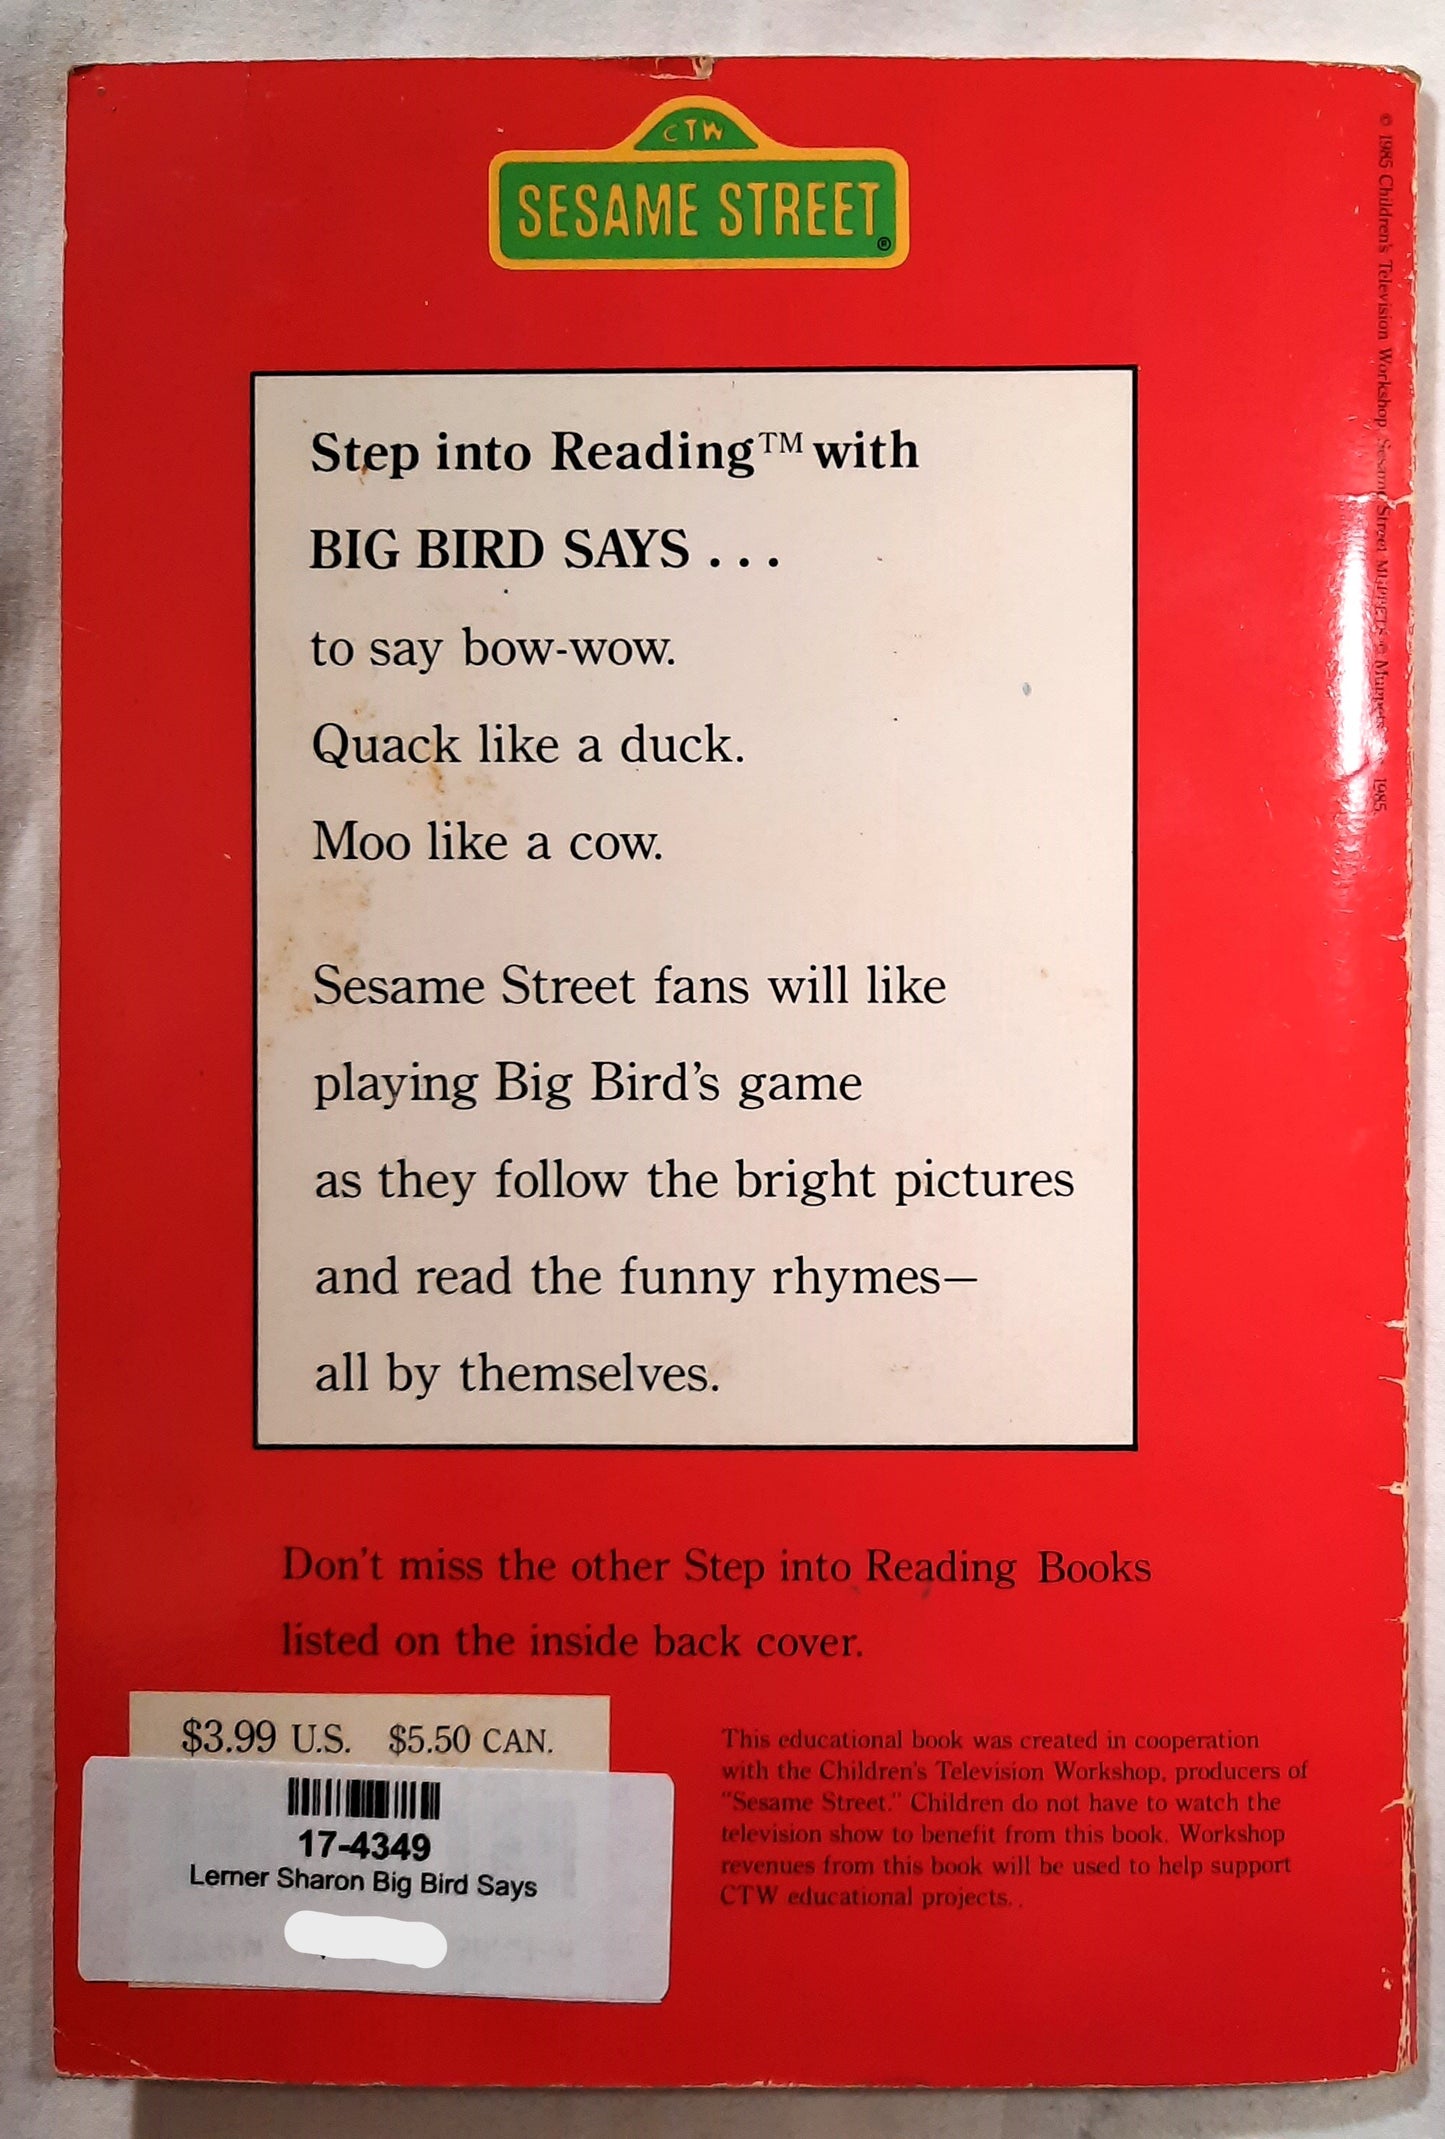 CTW
SESAME STREET®
© 1985 Children's Television Workshop. Sesame Street MUPPETS © Muppets 1985.
Step into Reading™ with
BIG BIRD SAYS . . .
to say bow-wow.
Quack like a duck.
Moo like a cow.
Sesame Street fans will like
playing Big Bird's game
as they follow the bright pictures
and read the funny rhymes—
all by themselves.
Don't miss the other Step into Reading Books
listed on the inside back cover.
$3.99 U.S. $5.50 CAN.
17-4349
Lerner Sharon Big Bird Says
This educational book was created in cooperation
with the Children's Television Workshop, producers of
"Sesame Street." Children do not have to watch the
television show to benefit from this book. Workshop
revenues from this book will be used to help support
CTW educational projects.